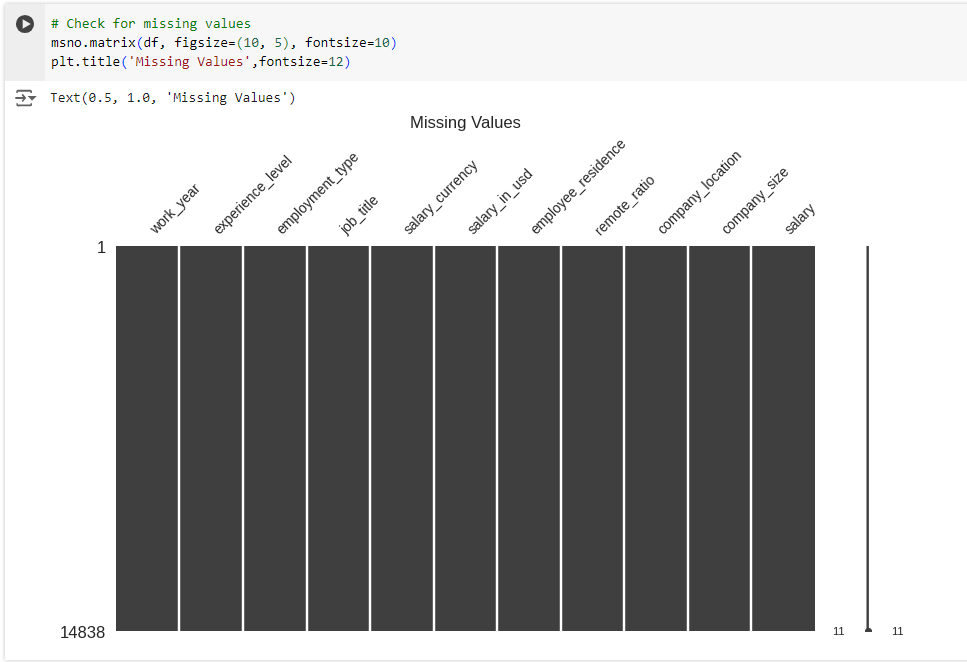 # Check for missing values
msno.matrix(df, figsize=(10, 5), fontsize=10)
plt.title('Missing Values',fontsize=12)
Text(0.5, 1.0, 'Missing Values')
Missing Values
work_year
experience_level
employment_type
job_title
salary_currency
salary_in_usd
employee_residence
remote_ratio
company_location
company_size
salary
1
14838
11
11